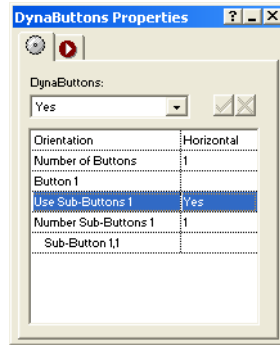 DynaButtons Properties
DynaButtons:
Yes
Orientation Horizontal
Number of Buttons 1
Button 1
Use Sub-Buttons 1 Yes
Number Sub-Buttons 1 1
Sub-Button 1,1